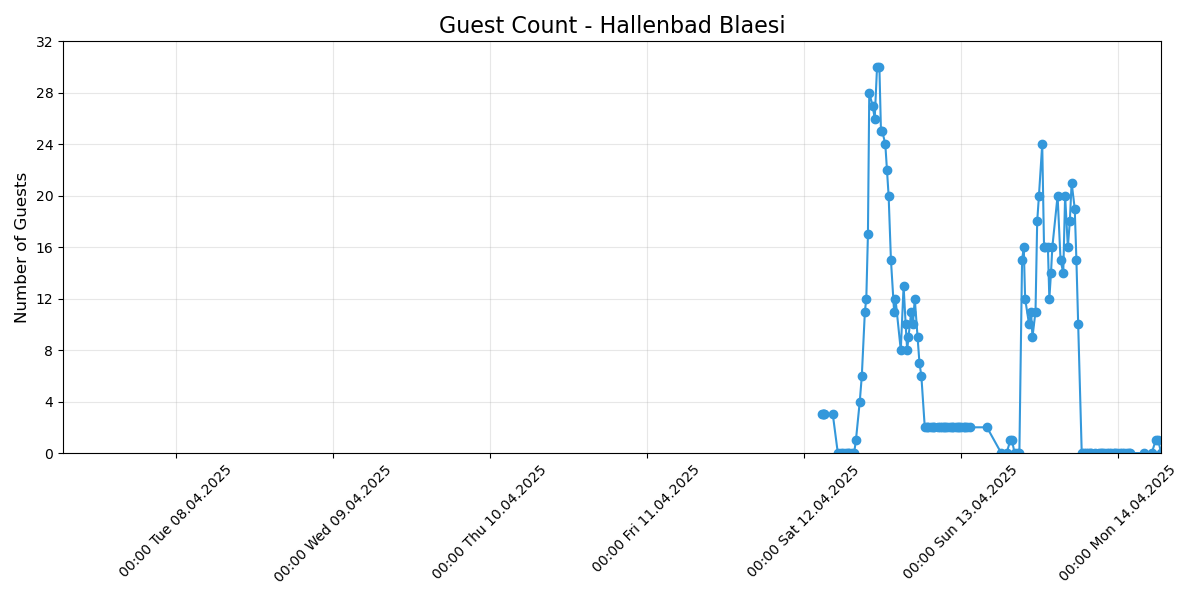 Guest Count - Hallenbad Blaesi
Number of Guests
32
28
24
20
16
12
8
4
0
00:00 Tue 08.04.2025
00:00 Wed 09.04.2025
00:00 Thu 10.04.2025
00:00 Fri 11.04.2025
00:00 Sat 12.04.2025
00:00 Sun 13.04.2025
00:00 Mon 14.04.2025